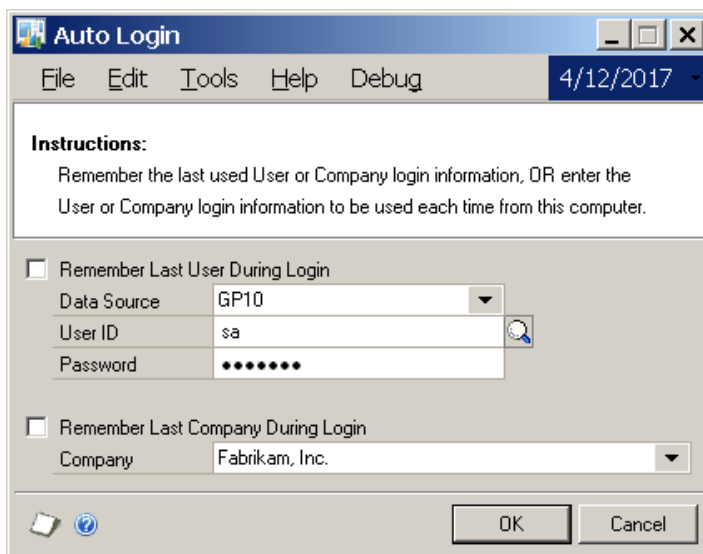 Auto Login
File Edit Tools Help Debug 4/12/2017
Instructions:
Remember the last used User or Company login information, OR enter the
User or Company login information to be used each time from this computer.
Remember Last User During Login
Data Source GP10
User ID sa
Password •••••••
Remember Last Company During Login
Company Fabrikam, Inc.
OK Cancel